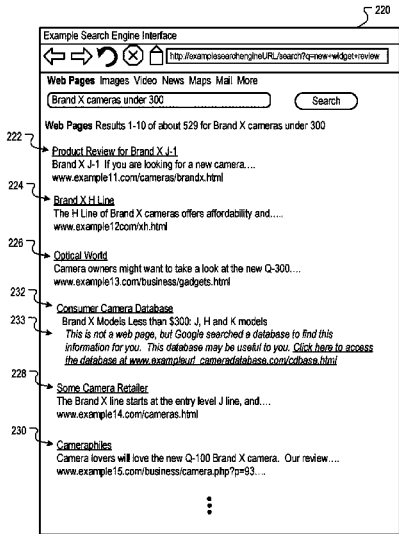 220
Example Search Engine Interface
http://examplesearchengineURL/search?q=new+widget+review
Web Pages Images Video News Maps Mail More
Brand X cameras under 300
Search
Web Pages Results 1-10 of about 529 for Brand X cameras under 300
222
Product Review for Brand X J-1
Brand X J-1 If you are looking for a new camera....
www.example11.com/cameras/brandx.html
224
Brand X H Line
The H Line of Brand X cameras offers affordability and.....
www.example12com/xh.html
226
Optical World
Camera owners might want to take a look at the new Q-300....
www.example13.com/business/gadgets.html
232
Consumer Camera Database
233
Brand X Models Less than $300: J, H and K models
This is not a web page, but Google searched a database to find this
information for you. This database may be useful to you. Click here to access
the database at www.exampleurl_cameradatabase.com/cdbase.html
228
Some Camera Retailer
The Brand X line starts at the entry level J line, and....
www.example14.com/cameras.html
230
Cameraphiles
Camera lovers will love the new Q-100 Brand X camera. Our review....
www.example15.com/business/camera.php?p=93....